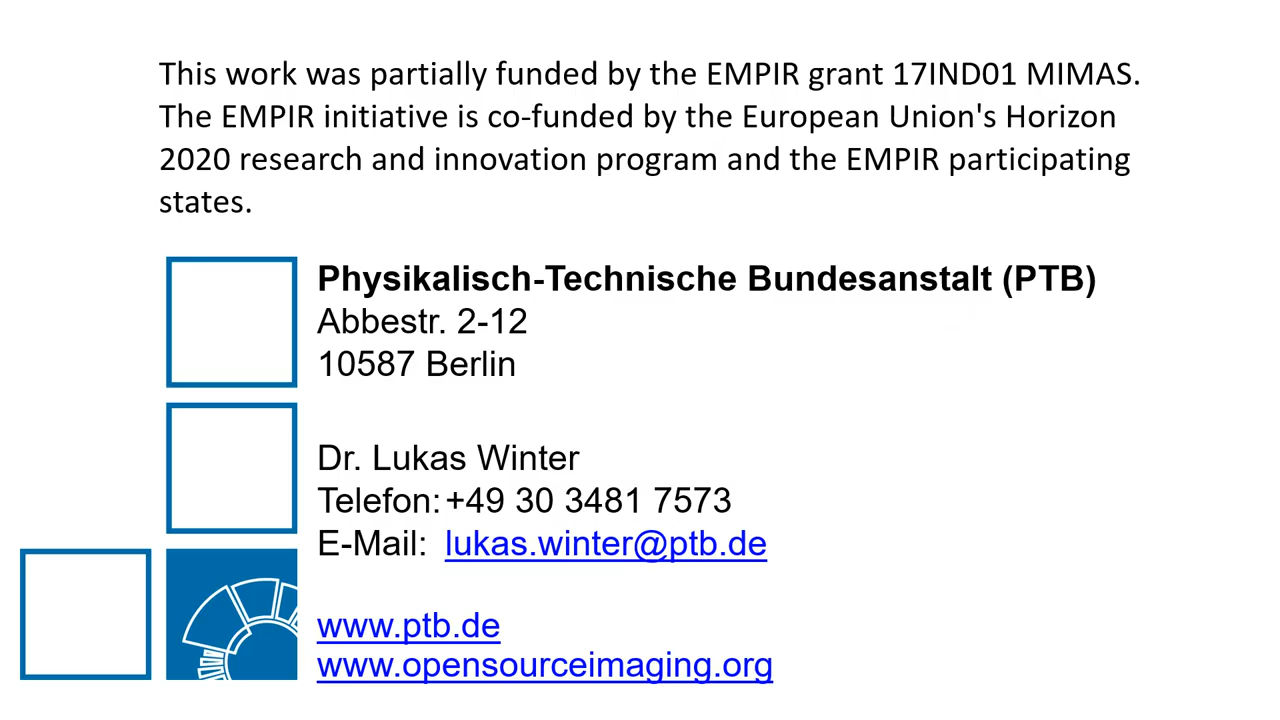 This work was partially funded by the EMPIR grant 17IND01 MIMAS.
The EMPIR initiative is co-funded by the European Union's Horizon
2020 research and innovation program and the EMPIR participating
states.
Physikalisch-Technische Bundesanstalt (PTB)
Abbestr. 2-12
10587 Berlin
Dr. Lukas Winter
Telefon: +49 30 3481 7573
E-Mail: lukas.winter@ptb.de
www.ptb.de
www.opensourceimaging.org